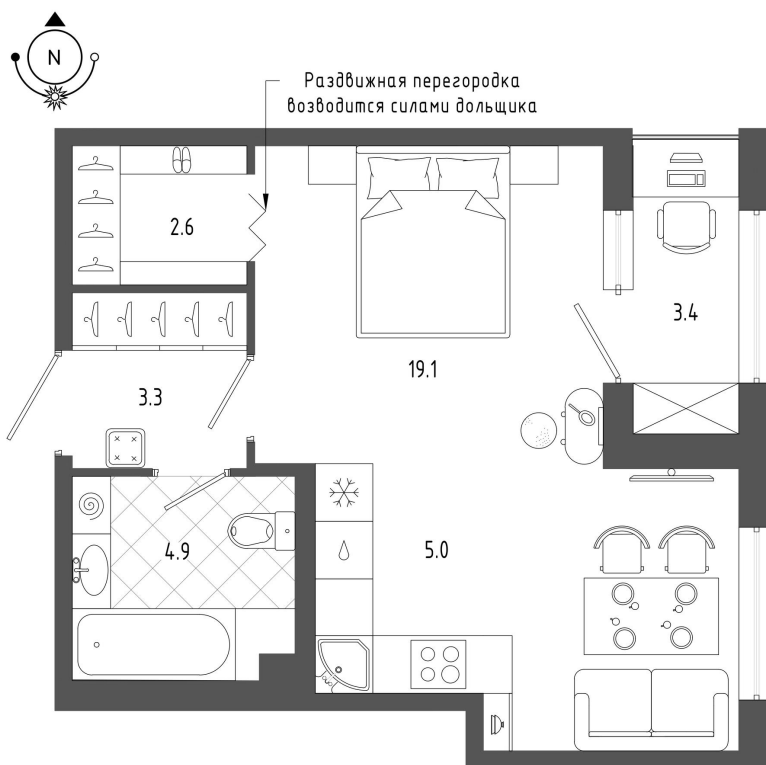 N
Раздвижная перегородка
возводится силами дольщика
2.6
3.4
19.1
3.3
4.9
5.0